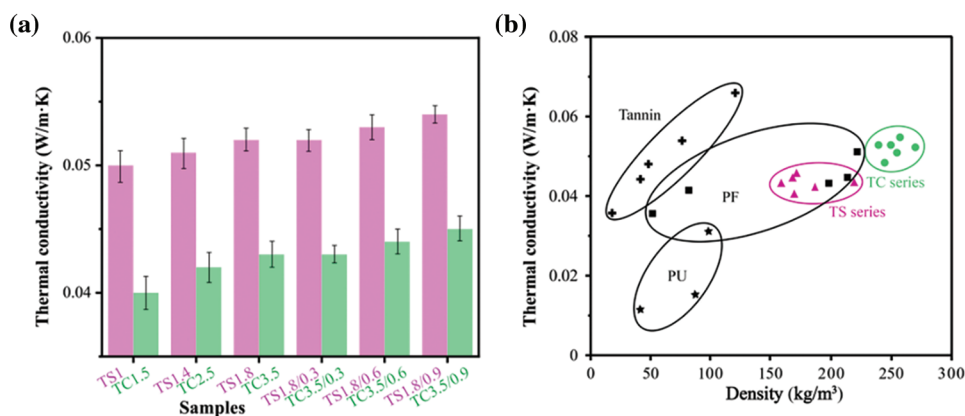 (a)
0.06
0.05
0.04
Thermal conductivity (W/m·K)
TS1
TC1.5
TS1.4
TC2.5
TS1.8
TC3.5
TS1.8/0.3
TC3.5/0.3
TS1.8/0.6
TC3.5/0.6
TS1.8/0.9
TC3.5/0.9
Samples
(b)
0.08
0.06
0.04
0.02
0
Thermal conductivity (W/m·K)
Tannin
PF
PU
TC series
TS series
0
50
100
150
200
250
300
Density (kg/m³)